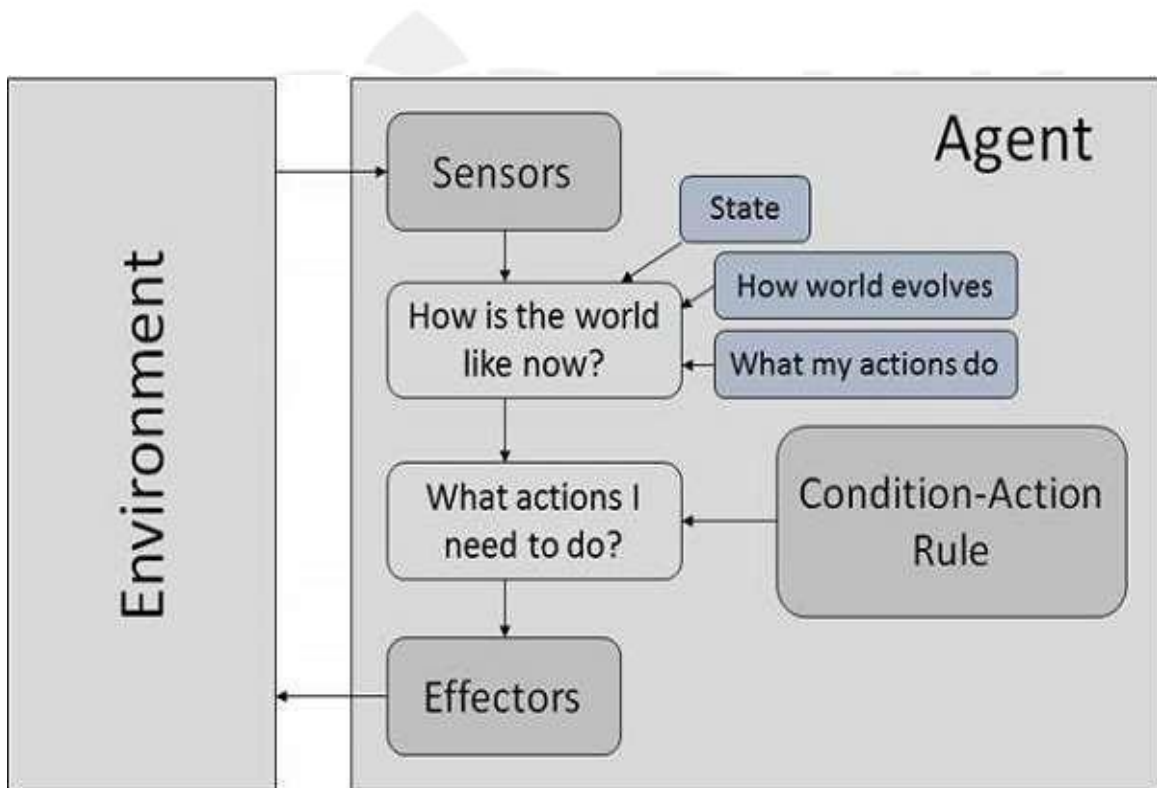 Agent
Sensors
State
How world evolves
How is the world
like now?
What my actions do
Environment
What actions I
need to do?
Condition-Action
Rule
Effectors